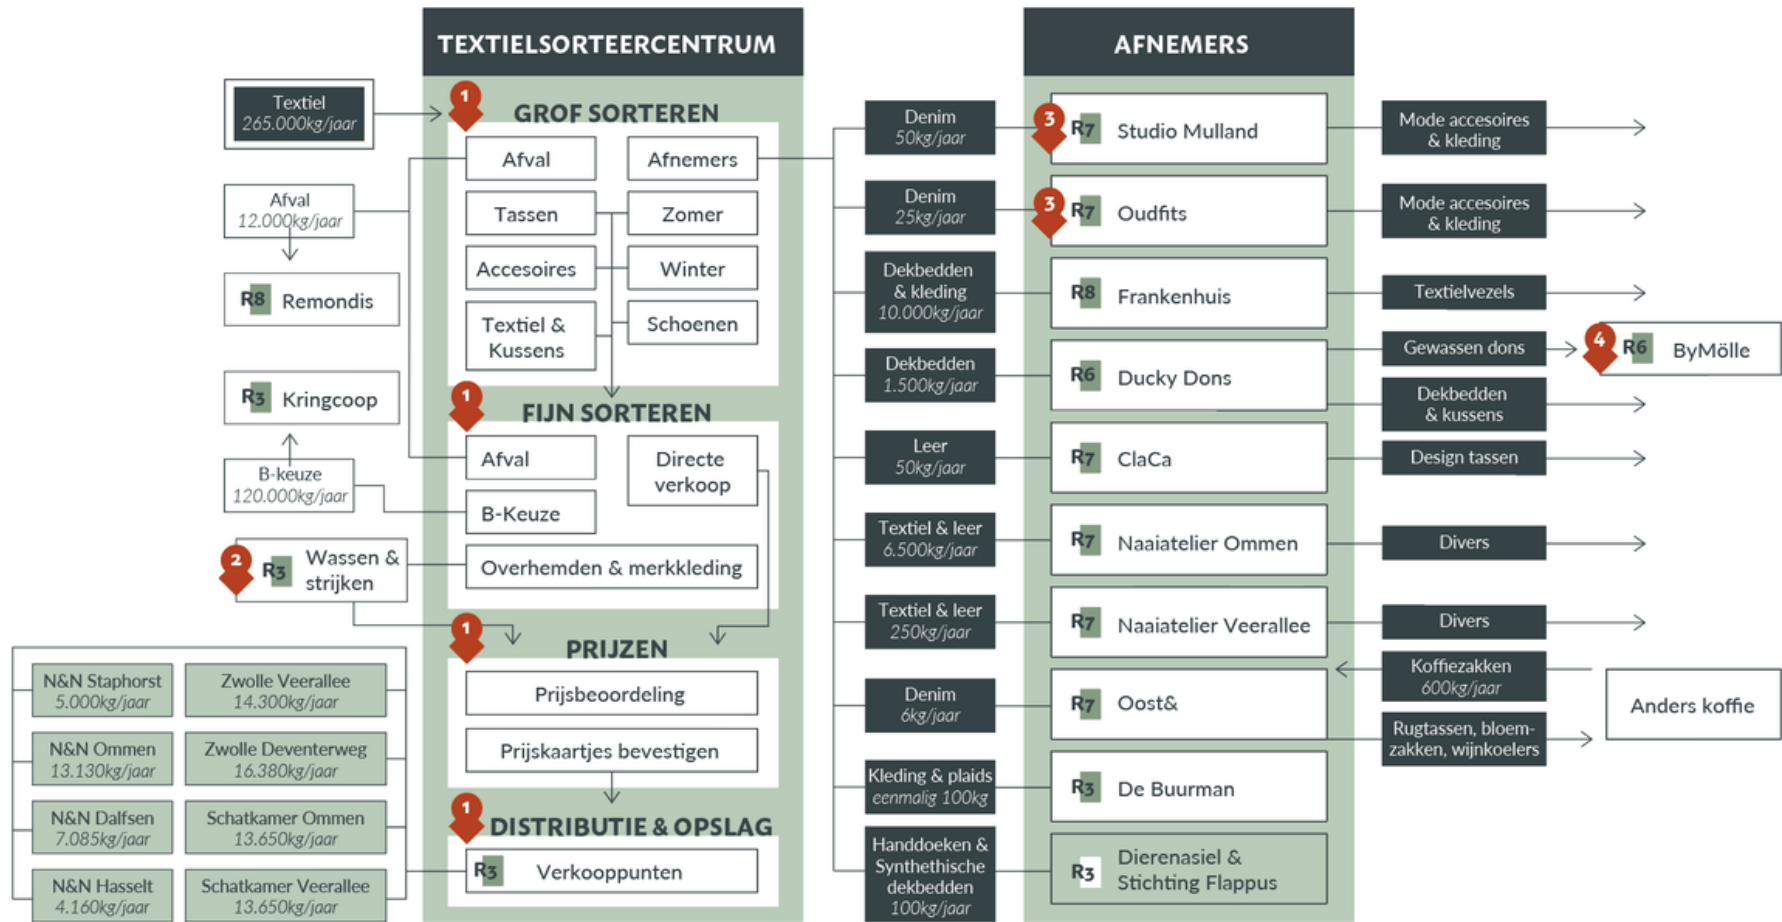 TEXTIELSORTEERCENTRUM
AFNEMERS
Textiel
265.000kg/jaar
Afval
12.000kg/jaar
R8 Remondis
R3 Kringcoop
B-keuze
120.000kg/jaar
2
R3 Wassen &
strijken
N&N Staphorst
5.000kg/jaar
Zwolle Veerallee
14.300kg/jaar
N&N Ommen
13.130kg/jaar
Zwolle Deventerweg
16.380kg/jaar
N&N Dalfsen
7.085kg/jaar
Schatkamer Ommen
13.650kg/jaar
N&N Hasselt
4.160kg/jaar
Schatkamer Veerallee
13.650kg/jaar
1
GROF SORTEREN
Afval
Afnemers
Tassen
Zomer
Accesoires
Winter
Textiel &
Kussens
Schoenen
1
FIJN SORTEREN
Afval
Directe
verkoop
B-Keuze
Overhemden & merkkleding
1
PRIJZEN
Prijsbeoordeling
Prijskaartjes bevestigen
1
DISTRIBUTIE & OPSLAG
R3 Verkooppunten
Denim
50kg/jaar
3
R7 Studio Mulland
Mode accesoires
& kleding
Denim
25kg/jaar
3
R7 Oudfits
Mode accesoires
& kleding
Dekbedden
& kleding
10.000kg/jaar
R8 Frankenhuis
Textielvezels
Dekbedden
1.500kg/jaar
R6 Ducky Dons
Gewassen dons
4
R6 ByMölle
Dekbedden
& kussens
Leer
50kg/jaar
R7 ClaCa
Design tassen
Textiel & leer
6.500kg/jaar
R7 Naaiatelier Ommen
Divers
Textiel & leer
250kg/jaar
R7 Naaiatelier Veerallee
Divers
Denim
6kg/jaar
R7 Oost&
Koffiezakken
600kg/jaar
Anders koffie
Rugtassen, bloem-
zakken, wijnkoelers
Kleding & plaids
eenmalig 100kg
R3 De Buurman
Handdoeken &
Synthethische
dekbedden
100kg/jaar
R3 Dierenasiel &
Stichting Flappus